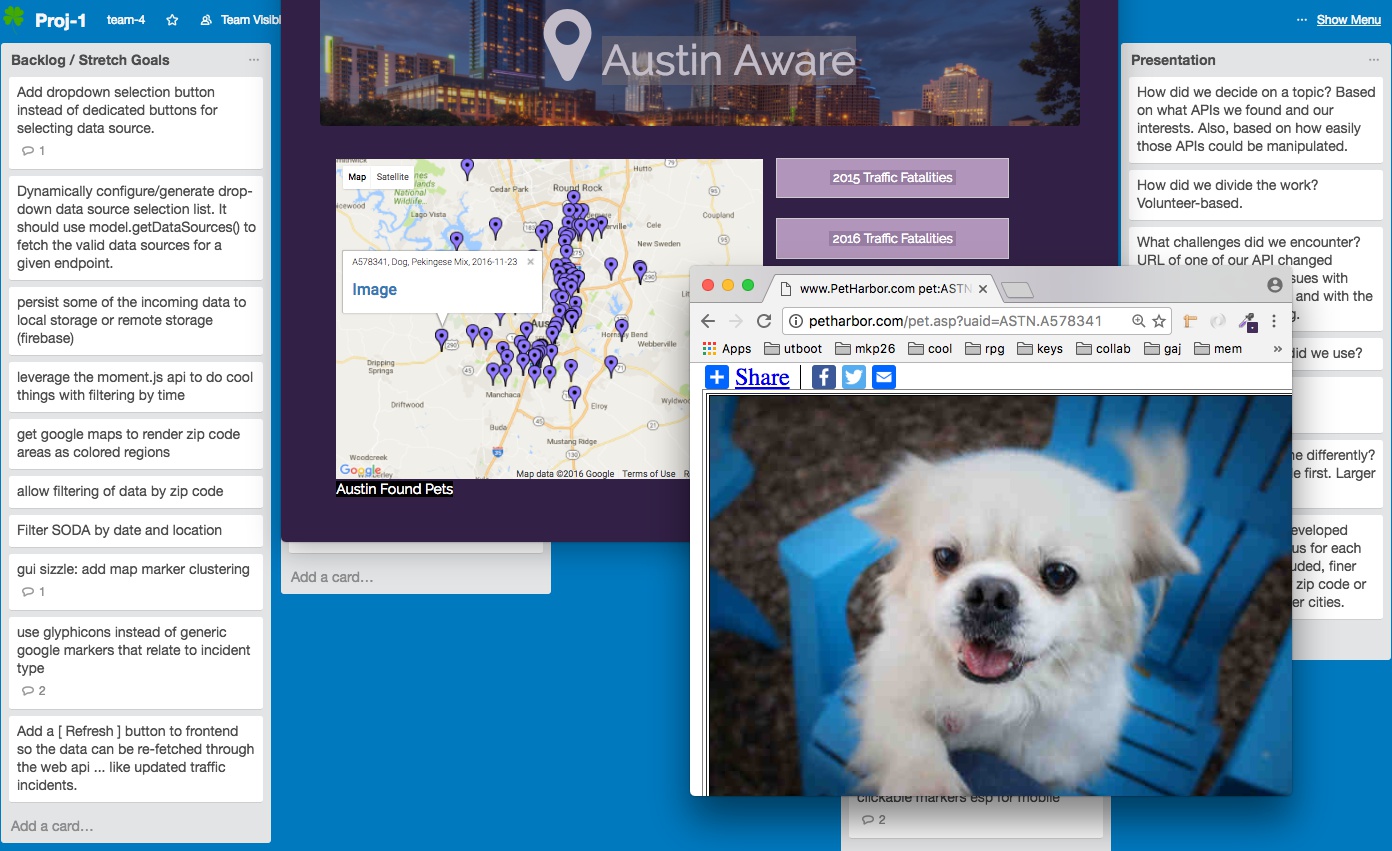 Proj-1
team-4
Team Visibl
... Show Menu
Backlog / Stretch Goals
Add dropdown selection button
instead of dedicated buttons for
selecting data source.
1
Dynamically configure/generate drop-
down data source selection list. It
should use model.getDataSources() to
fetch the valid data sources for a
given endpoint.
persist some of the incoming data to
local storage or remote storage
(firebase)
leverage the moment.js api to do cool
things with filtering by time
get google maps to render zip code
areas as colored regions
allow filtering of data by zip code
Filter SODA by date and location
gui sizzle: add map marker clustering
1
use glyphicons instead of generic
google markers that relate to incident
type
2
Add a [ Refresh ] button to frontend
so the data can be re-fetched through
the web api ... like updated traffic
incidents.
Add a card…
Austin Aware
Map
Satellite
National
Wildlife
Cedar Park
Round Rock
Hutto
Lago Vista
Coupland
Cele
New Sweden
A578341, Dog, Pekingese Mix, 2016-11-23
Image
Webberville
Dripping
Springs
Manchaca
Driftwood
Elroy
Buda
Mustang Ridge
Woodcreek
Google
Map data ©2016 Google
Terms of Use
Austin Found Pets
2015 Traffic Fatalities
2016 Traffic Fatalities
Add a card…
www.PetHarbor.com pet:ASTN
petharbor.com/pet.asp?uaid=ASTN.A578341
Apps
utboot
mkp26
cool
rpg
keys
collab
gaj
mem
»
Share
clickable markers esp for mobile
2
Presentation
How did we decide on a topic? Based
on what APIs we found and our
interests. Also, based on how easily
those APIs could be manipulated.
How did we divide the work?
Volunteer-based.
What challenges did we encounter?
URL of one of our API changed
sues with
and with the
did we use?
ne differently?
e first. Larger
eveloped
us for each
uded, finer
zip code or
er cities.